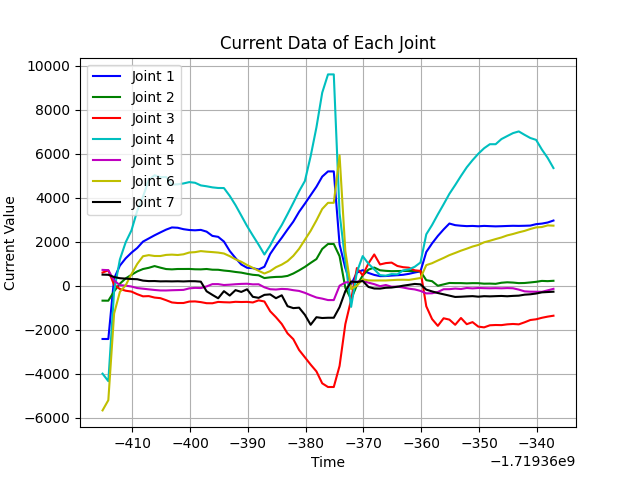 Current Data of Each Joint
Current Value
10000
8000
6000
4000
2000
0
−2000
−4000
−6000
Joint 1
Joint 2
Joint 3
Joint 4
Joint 5
Joint 6
Joint 7
−410 −400 −390 −380 −370 −360 −350 −340
Time
−1.71936e9